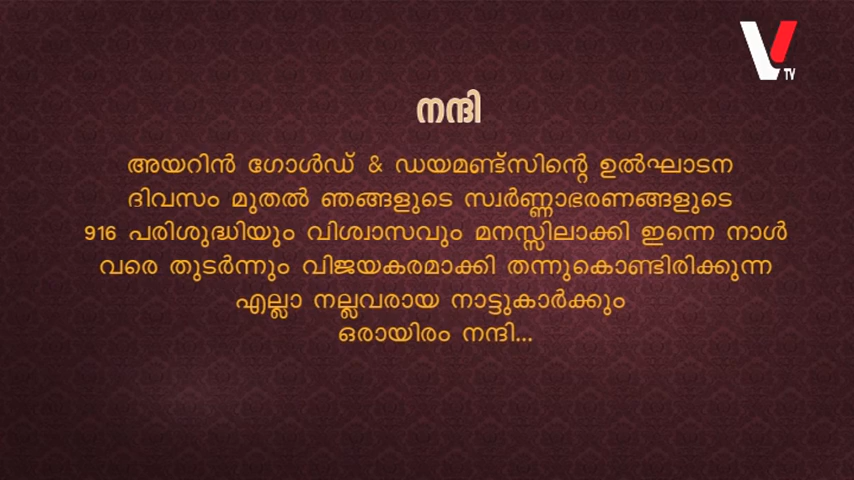 V TV
നന്ദി
അയറിൻ ഗോൾഡ് & ഡയമണ്ട്സിന്റെ ഉൽഘാടന
ദിവസം മുതൽ ഞങ്ങളുടെ സ്വർണ്ണാഭരണങ്ങളുടെ
916 പരിശുദ്ധിയും വിശ്വാസവും മനസ്സിലാക്കി ഇന്നെ നാൾ
വരെ തുടർന്നും വിജയകരമാക്കി തന്നുകൊണ്ടിരിക്കുന്ന
എല്ലാ നല്ലവരായ നാട്ടുകാർക്കും
ഒരായിരം നന്ദി...